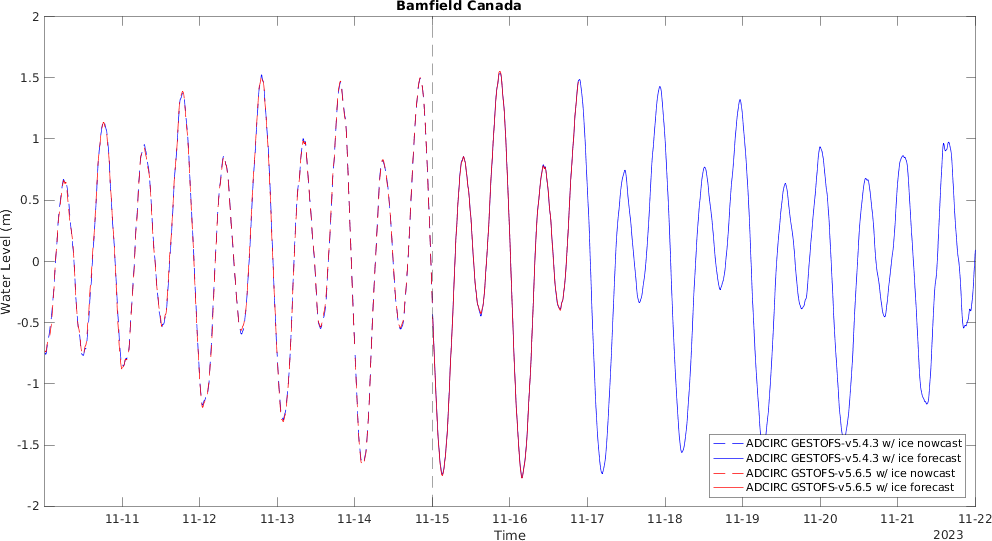 Bamfield Canada
2
1.5
1
0.5
0
-0.5
-1
-1.5
-2
Water Level (m)
11-11 11-12 11-13 11-14 11-15 11-16 11-17 11-18 11-19 11-20 11-21 11-22
Time
2023
ADCIRC GESTOFS-v5.4.3 w/ ice nowcast
ADCIRC GESTOFS-v5.4.3 w/ ice forecast
ADCIRC GSTOFS-v5.6.5 w/ ice nowcast
ADCIRC GSTOFS-v5.6.5 w/ ice forecast